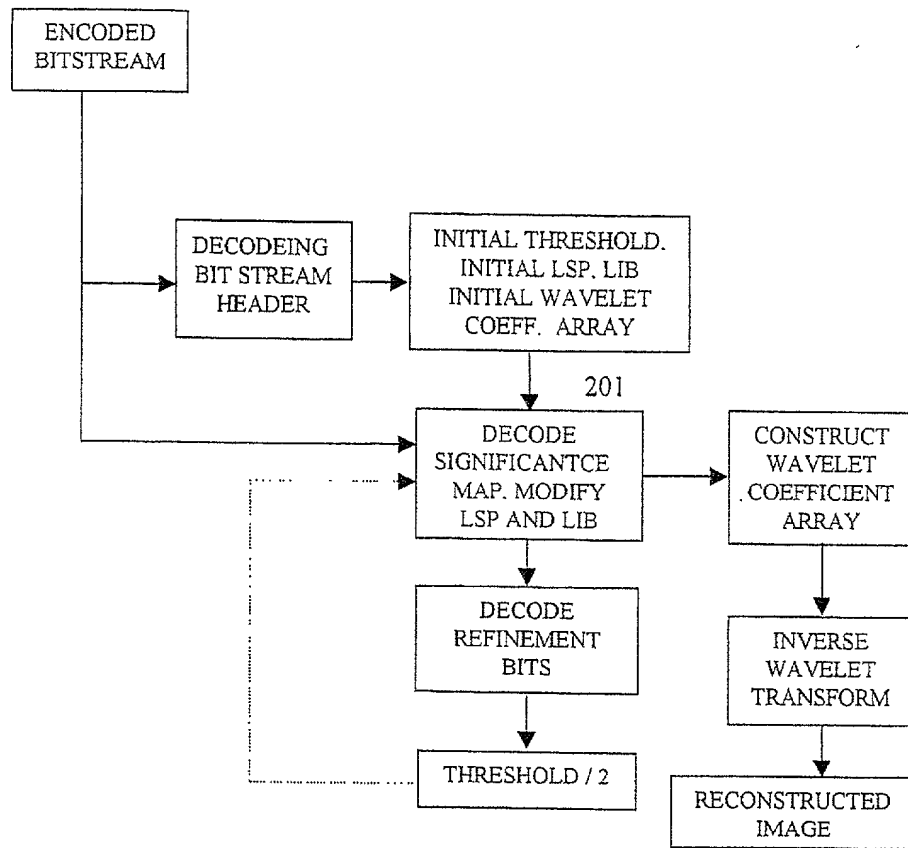 ENCODED
BITSTREAM
DECODEING
BIT STREAM
HEADER
INITIAL THRESHOLD.
INITIAL LSP. LIB
INITIAL WAVELET
COEFF. ARRAY
201
DECODE
SIGNIFICANTCE
MAP. MODIFY
LSP AND LIB
CONSTRUCT
WAVELET
COEFFICIENT
ARRAY
DECODE
REFINEMENT
BITS
INVERSE
WAVELET
TRANSFORM
THRESHOLD / 2
RECONSTRUCTED
IMAGE